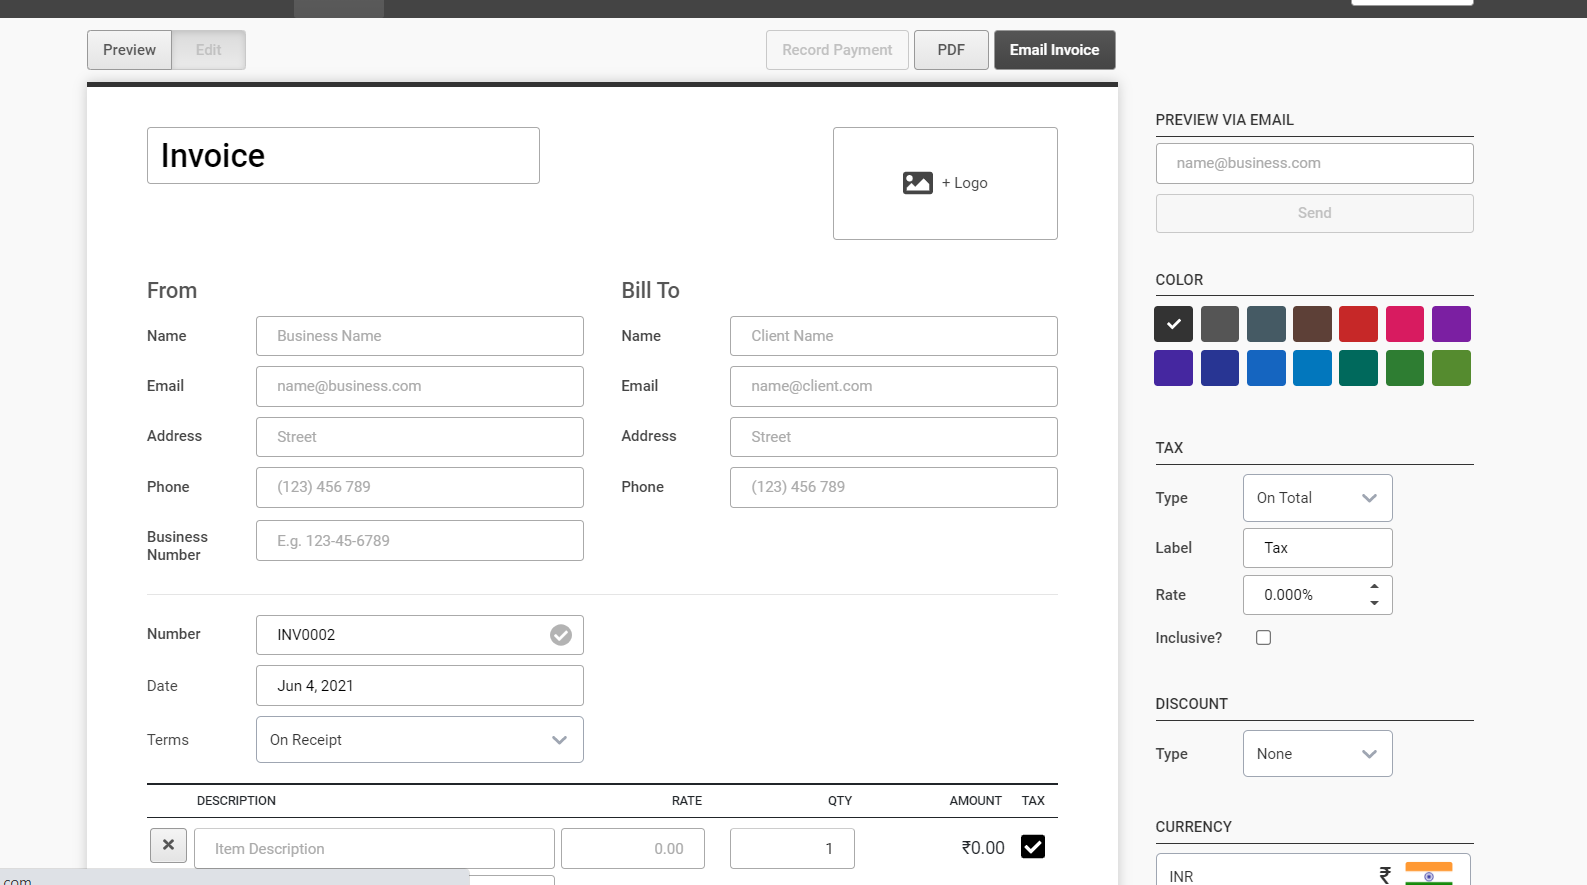 Preview Edit Record Payment PDF Email Invoice
Invoice
+ Logo
From
Bill To
Name Business Name
Name Client Name
Email name@business.com
Email name@client.com
Address Street
Address Street
Phone (123) 456 789
Phone (123) 456 789
Business
Number
E.g. 123-45-6789
Number INV0002
Date Jun 4, 2021
Terms On Receipt
DESCRIPTION RATE QTY AMOUNT TAX
Item Description 0.00 1 ₹0.00
PREVIEW VIA EMAIL
name@business.com
Send
COLOR
TAX
Type On Total
Label Tax
Rate 0.000%
Inclusive?
DISCOUNT
Type None
CURRENCY
INR ₹
com